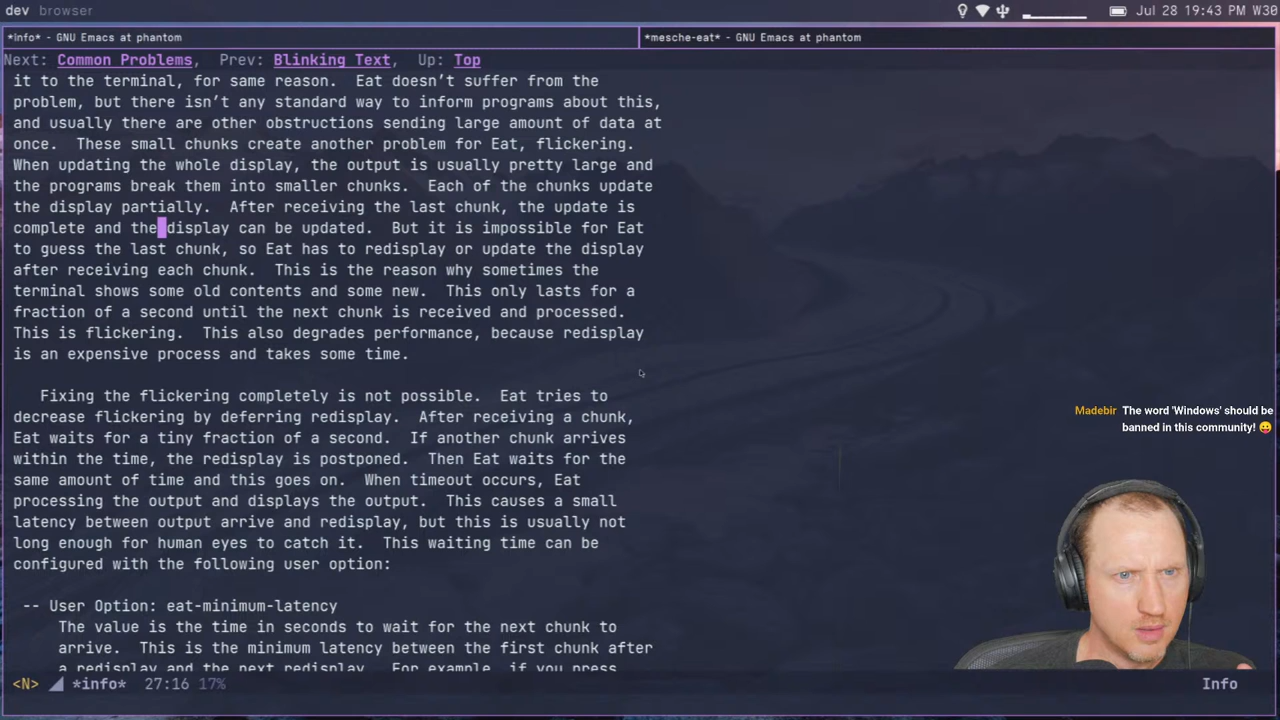 dev browser
Jul 28 19:43 PM W30
*info* - GNU Emacs at phantom
*mesche-eat* - GNU Emacs at phantom
Next: Common Problems, Prev: Blinking Text, Up: Top
it to the terminal, for same reason. Eat doesn’t suffer from the
problem, but there isn’t any standard way to inform programs about this,
and usually there are other obstructions sending large amount of data at
once. These small chunks create another problem for Eat, flickering.
When updating the whole display, the output is usually pretty large and
the programs break them into smaller chunks. Each of the chunks update
the display partially. After receiving the last chunk, the update is
complete and the display can be updated. But it is impossible for Eat
to guess the last chunk, so Eat has to redisplay or update the display
after receiving each chunk. This is the reason why sometimes the
terminal shows some old contents and some new. This only lasts for a
fraction of a second until the next chunk is received and processed.
This is flickering. This also degrades performance, because redisplay
is an expensive process and takes some time.
Fixing the flickering completely is not possible. Eat tries to
decrease flickering by deferring redisplay. After receiving a chunk,
Eat waits for a tiny fraction of a second. If another chunk arrives
within the time, the redisplay is postponed. Then Eat waits for the
same amount of time and this goes on. When timeout occurs, Eat
processing the output and displays the output. This causes a small
latency between output arrive and redisplay, but this is usually not
long enough for human eyes to catch it. This waiting time can be
configured with the following user option:
-- User Option: eat-minimum-latency
The value is the time in seconds to wait for the next chunk to
arrive. This is the minimum latency between the first chunk after
a redisplay and the next redisplay. For example, if you press
Madebir The word 'Windows' should be
banned in this community! 😛
<N> *info* 27:16 17% Info